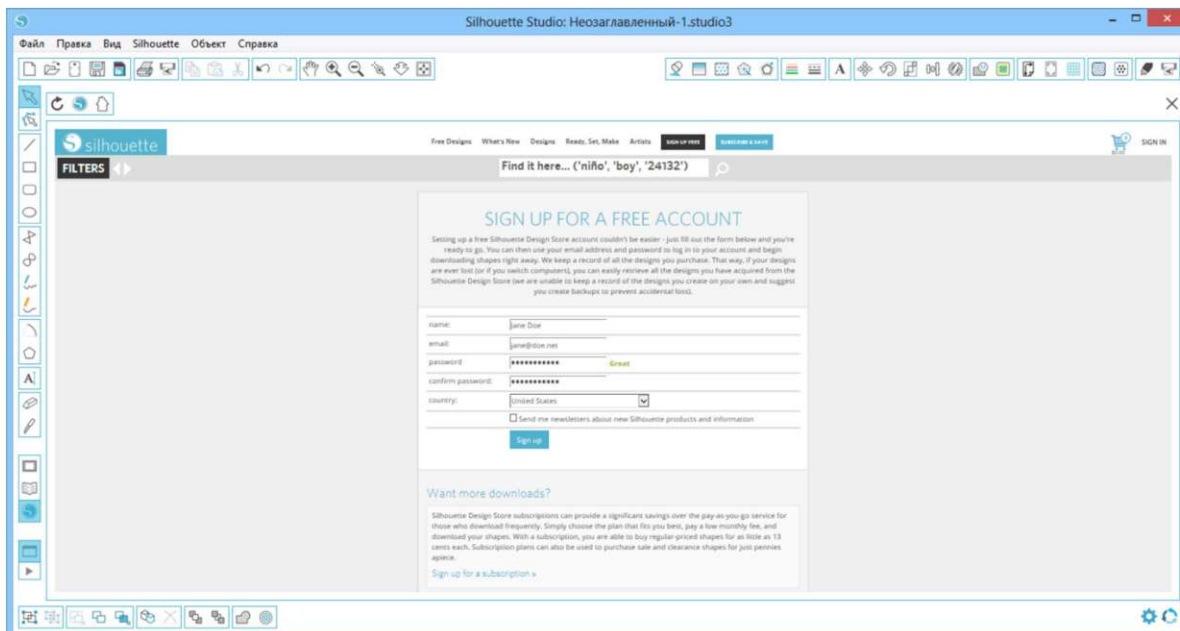 Silhouette Studio: Неозаглавленный-1.studio3
Файл Правка Вид Silhouette Объект Справка
silhouette
Free Designs What's New Designs Ready, Set, Make Artists SIGN UP FREE SUBSCRIBE & SAVE SIGN IN
FILTERS
Find it here... ('niño', 'boy', '24132')
SIGN UP FOR A FREE ACCOUNT
Setting up a free Silhouette Design Store account couldn't be easier - just fill out the form below and you're
ready to go. You can then use your email address and password to log in to your account and begin
downloading shapes right away. We keep a record of all the designs you purchase. That way, if your designs
are ever lost (or if you switch computers), you can easily retrieve all the designs you have acquired from the
Silhouette Design Store (we are unable to keep a record of the designs you create on your own and suggest
you create backups to prevent accidental loss).
name: Jane Doe
email: jane@doe.net
password ••••••••••• Great
confirm password: •••••••••••
country: United States
Send me newsletters about new Silhouette products and information
Sign up
Want more downloads?
Silhouette Design Store subscriptions can provide a significant savings over the pay-as-you-go service for
those who download frequently. Simply choose the plan that fits you best, pay a low monthly fee, and
download your shapes. With a subscription, you are able to buy regular-priced shapes for as little as 13
cents each. Subscription plans can also be used to purchase sale and clearance shapes for just pennies
apiece.
Sign up for a subscription »